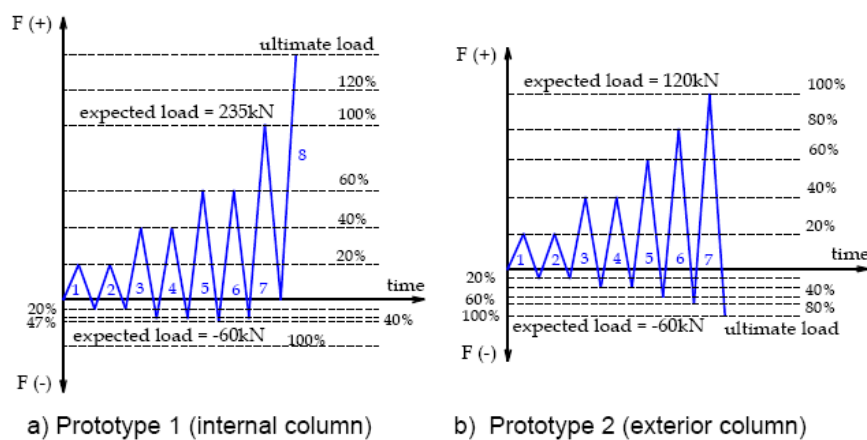 F (+)
ultimate load
120%
expected load = 235kN
100%
8
60%
40%
20%
1 2 3 4 5 6 7
time
20%
47%
40%
expected load = -60kN
100%
F (-)
a) Prototype 1 (internal column)
F (+)
100%
expected load = 120kN
80%
60%
40%
20%
1 2 3 4 5 6 7
time
20%
40%
60%
80%
100%
expected load = -60kN
ultimate load
F (-)
b) Prototype 2 (exterior column)